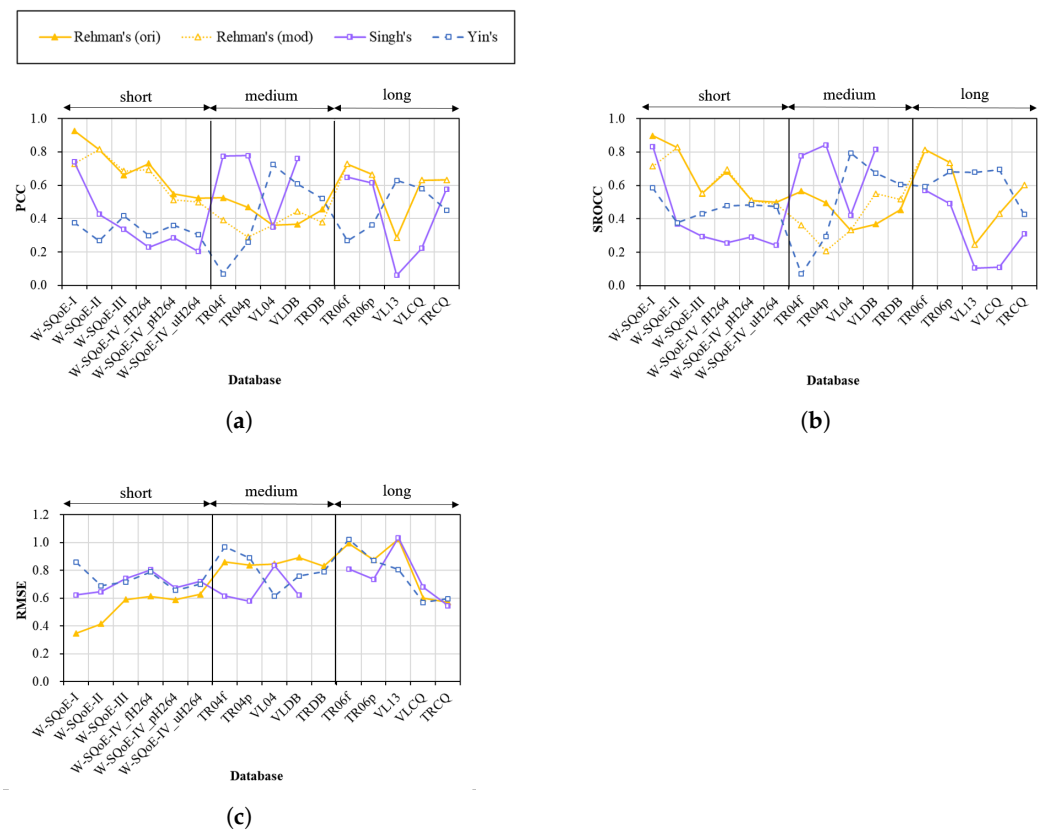 Rehman's (ori) Rehman's (mod) Singh's Yin's
short medium long
PCC
1.0
0.8
0.6
0.4
0.2
0.0
W-SQoE-I W-SQoE-II W-SQoE-III W-SQoE-IV_fH264 W-SQoE-IV_pH264 W-SQoE-IV_uH264 TR04f TR04p VL04 VLDB TRDB TR06f TR06p VL13 VLCQ TRCQ
Database
(a)
short medium long
SROCC
1.0
0.8
0.6
0.4
0.2
0.0
W-SQoE-I W-SQoE-II W-SQoE-III W-SQoE-IV_fH264 W-SQoE-IV_pH264 W-SQoE-IV_uH264 TR04f TR04p VL04 VLDB TRDB TR06f TR06p VL13 VLCQ TRCQ
Database
(b)
short medium long
RMSE
1.2
1.0
0.8
0.6
0.4
0.2
0.0
W-SQoE-I W-SQoE-II W-SQoE-III W-SQoE-IV_fH264 W-SQoE-IV_pH264 W-SQoE-IV_uH264 TR04f TR04p VL04 VLDB TRDB TR06f TR06p VL13 VLCQ TRCQ
Database
(c)